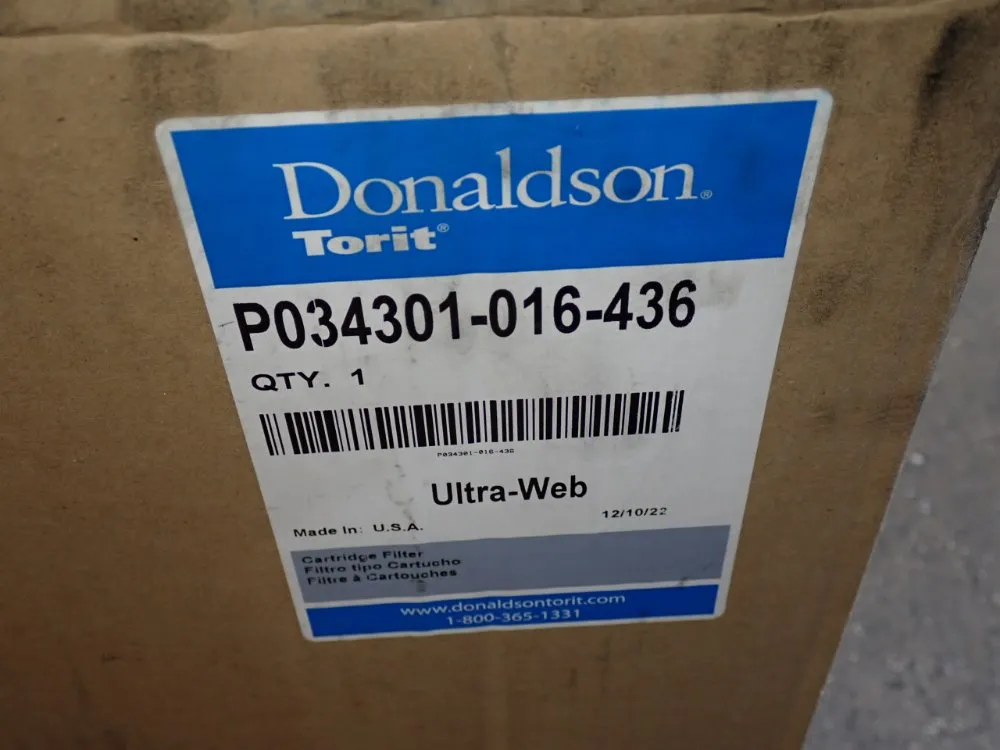 Donaldson®
Torit®
P034301-016-436
QTY. 1
P034301-016-436
Ultra-Web
12/10/22
Made In: U.S.A.
Cartridge Filter
Filtro tipo Cartucho
Filtre à Cartouches
www.donaldsontorit.com
1-800-365-1331